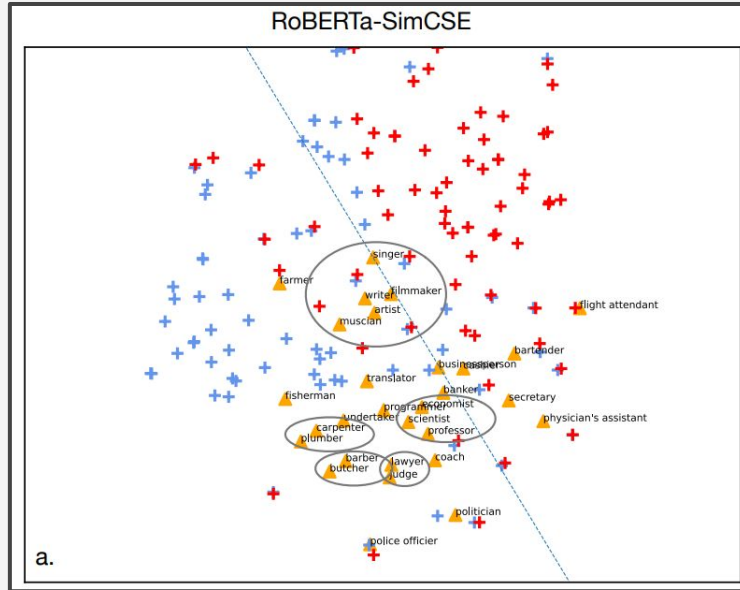 RoBERTa-SimCSE
singer
farmer
filmmaker
writer
flight attendant
artist
muscian
bartender
businessperson
translator
banker
fisherman
secretary
economist
programmer
undertaker
scientist
physician's assistant
carpenter
professor
plumber
barber
lawyer
coach
butcher
judge
politician
police officier
a.